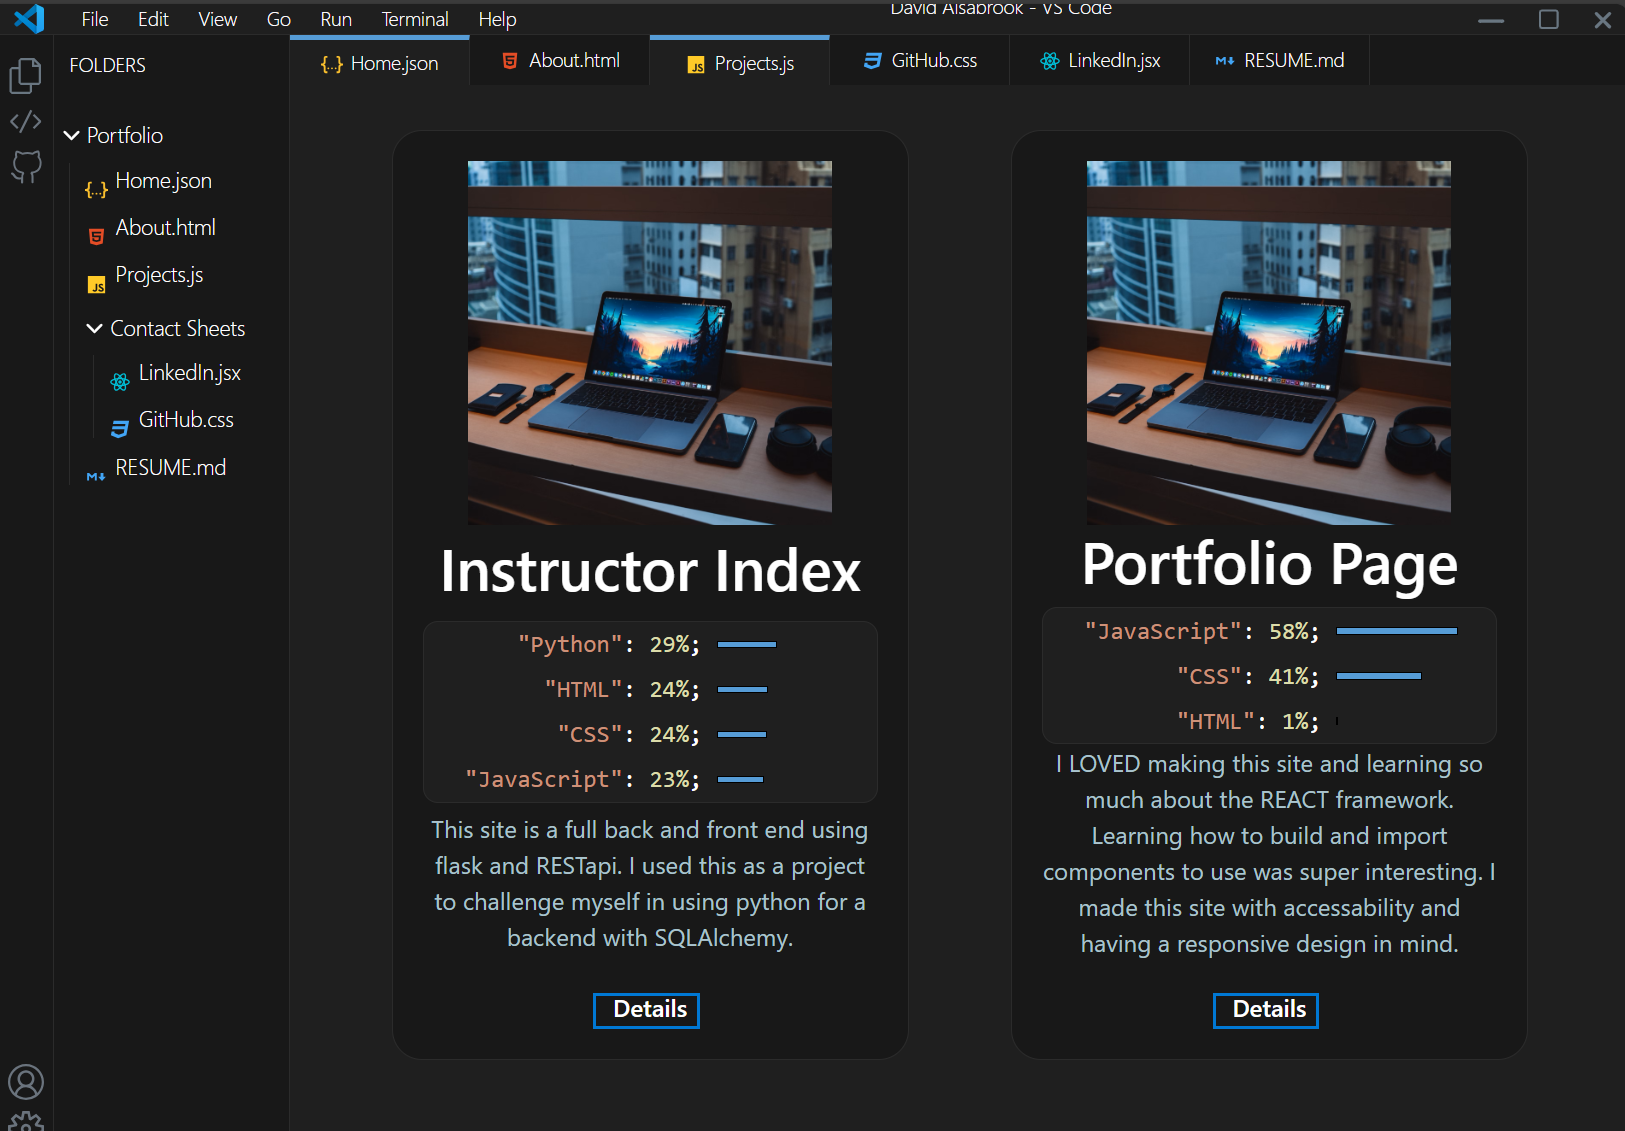 David Alsabrook - VS Code
File Edit View Go Run Terminal Help
FOLDERS
{..} Home.json
About.html
JS Projects.js
GitHub.css
LinkedIn.jsx
M↓ RESUME.md
Portfolio
{..} Home.json
About.html
JS Projects.js
Contact Sheets
LinkedIn.jsx
GitHub.css
M↓ RESUME.md
Instructor Index
"Python": 29%;
"HTML": 24%;
"CSS": 24%;
"JavaScript": 23%;
This site is a full back and front end using
flask and RESTapi. I used this as a project
to challenge myself in using python for a
backend with SQLAlchemy.
Details
Portfolio Page
"JavaScript": 58%;
"CSS": 41%;
"HTML": 1%;
I LOVED making this site and learning so
much about the REACT framework.
Learning how to build and import
components to use was super interesting. I
made this site with accessability and
having a responsive design in mind.
Details